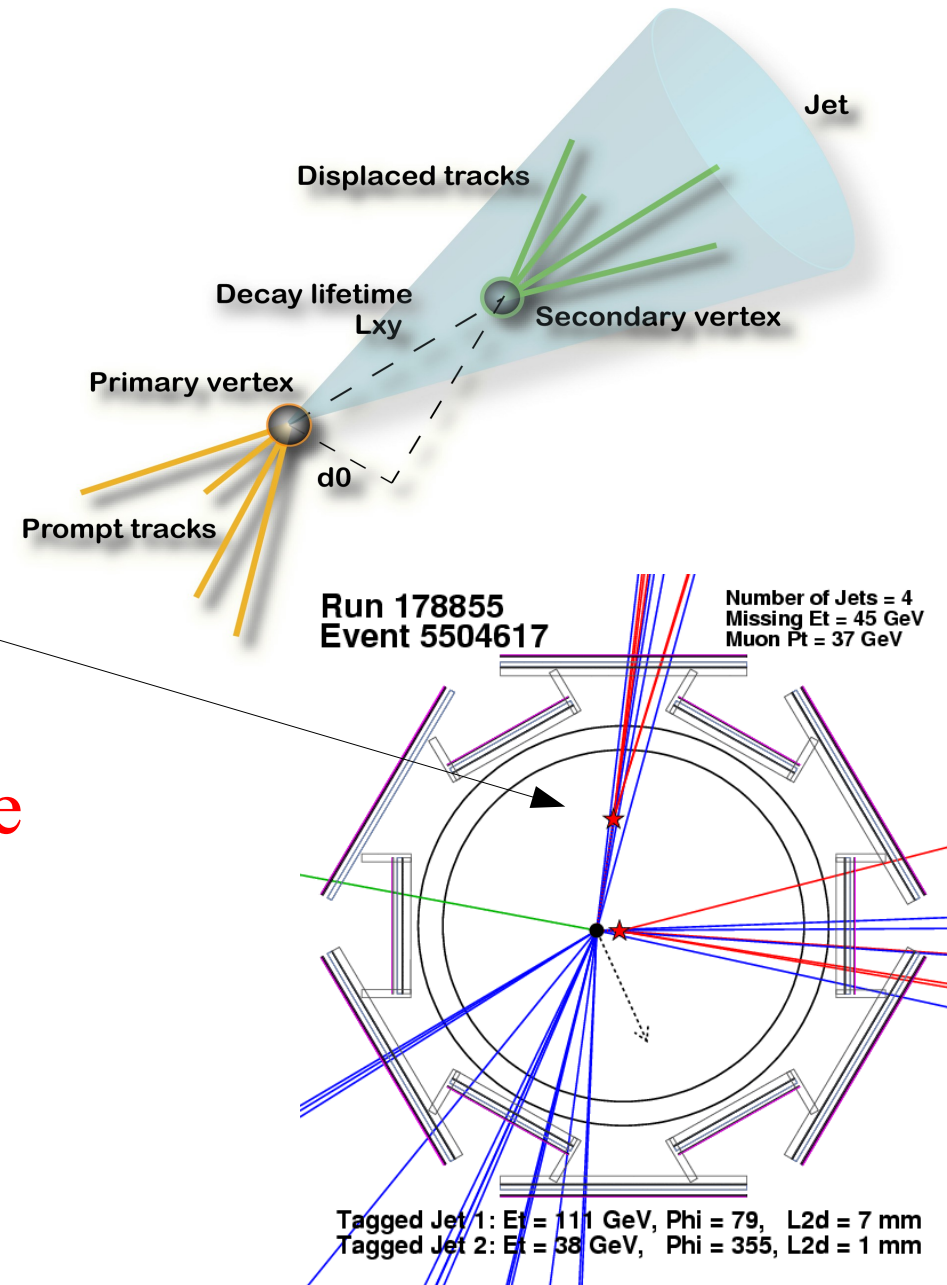 Jet
Displaced tracks
Decay lifetime
Lxy
Secondary vertex
Primary vertex
d0
Prompt tracks
Run 178855
Event 5504617
Number of Jets = 4
Missing Et = 45 GeV
Muon Pt = 37 GeV
e
Tagged Jet 1: Et = 111 GeV, Phi = 79, L2d = 7 mm
Tagged Jet 2: Et = 38 GeV, Phi = 355, L2d = 1 mm